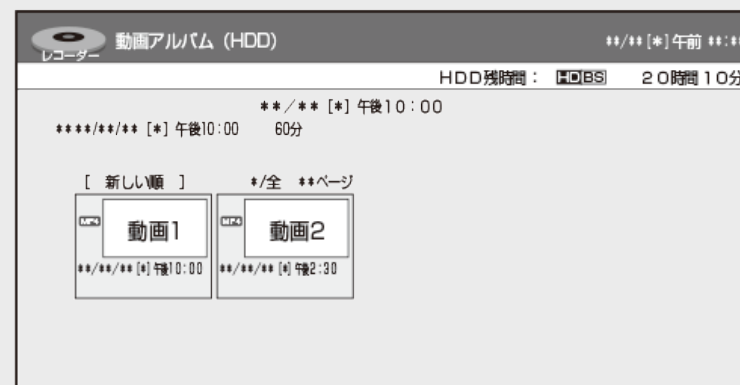 レコーダー 動画アルバム（HDD） **/**[*]午前 **:**
HDD残時間： HD BS 20時間10分
**／** [*] 午後10：00
****/**/** [*] 午後10:00 60分
[ 新しい順 ] */全 **ページ
動画1 動画2
**/**/** [*] 午後10:00 **/**/** [*] 午後2:30